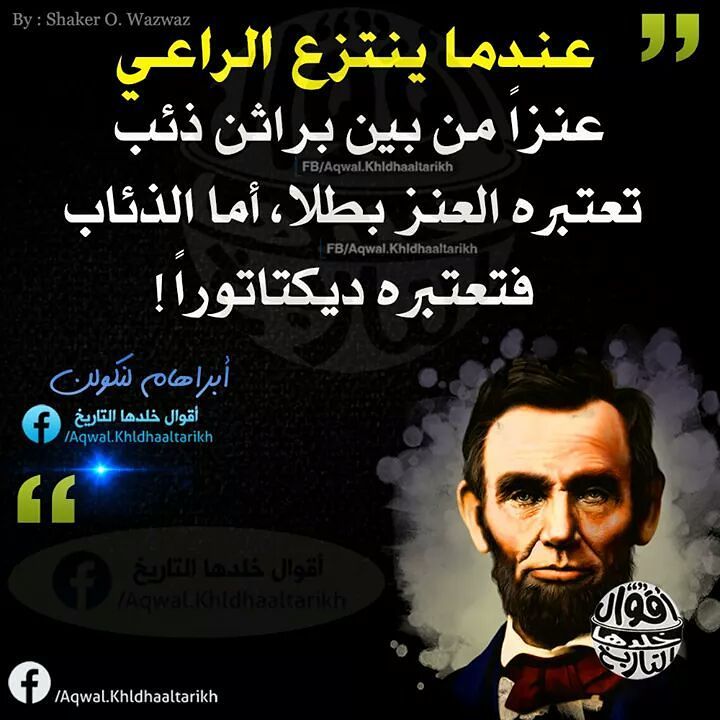 By : Shaker O. Wazwaz
عندما ينتزع الراعي
عنزاً من بين براثن ذئب
FB/Aqwal.Khldhaaltarikh
تعتبره العنز بطلا، أما الذئاب
FB/Aqwal.Khldhaaltarikh
فتعتبره ديكتاتوراً !
أبراهام لنكولن
أقوال خلدها التاريخ
/Aqwal.Khldhaaltarikh
أقوال خلدها التاريخ
/Aqwal.Khldhaaltarikh
أقوال
خلدها
التاريخ
/Aqwal.Khldhaaltarikh